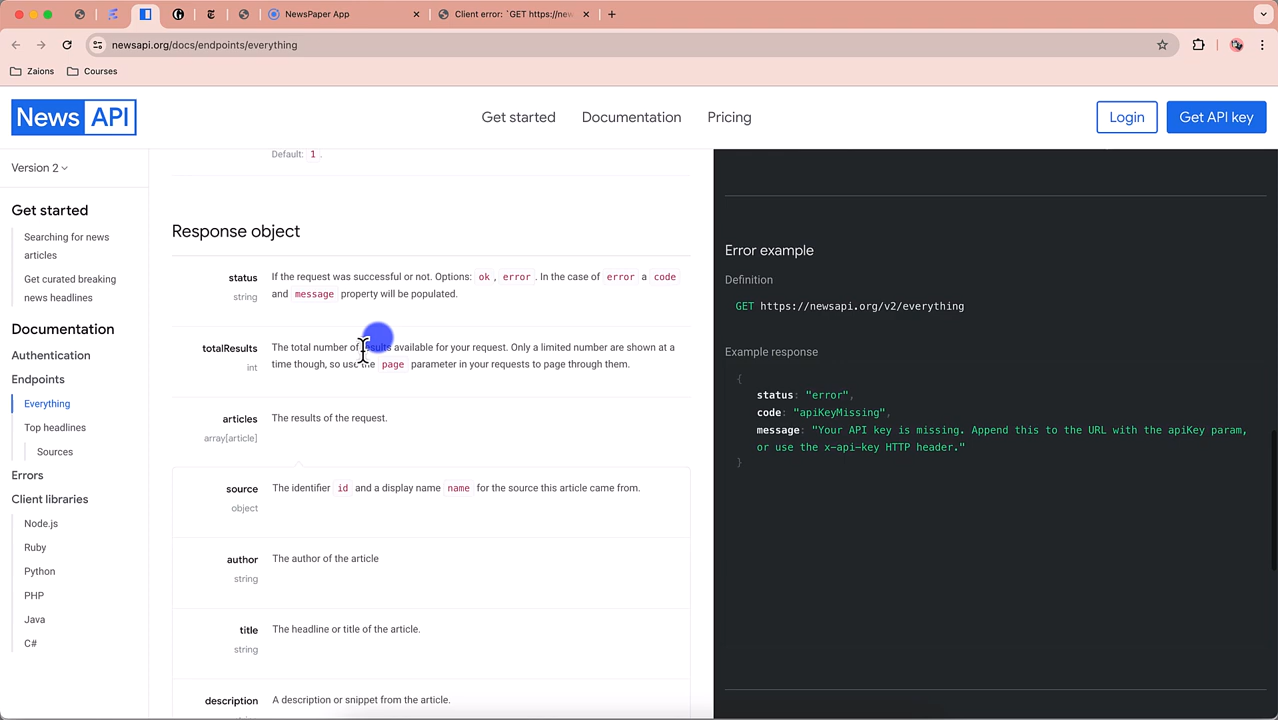 NewsPaper App
Client error: `GET https://new
newsapi.org/docs/endpoints/everything
Zaions
Courses
News API
Get started
Documentation
Pricing
Login
Get API key
Version 2
Get started
Searching for news
articles
Get curated breaking
news headlines
Documentation
Authentication
Endpoints
Everything
Top headlines
Sources
Errors
Client libraries
Node.js
Ruby
Python
PHP
Java
C#
Default: 1 .
Response object
status
string
If the request was successful or not. Options: ok , error . In the case of error a code
and message property will be populated.
totalResults
int
The total number of results available for your request. Only a limited number are shown at a
time though, so use the page parameter in your requests to page through them.
articles
array[article]
The results of the request.
source
object
The identifier id and a display name name for the source this article came from.
author
string
The author of the article
title
string
The headline or title of the article.
description
A description or snippet from the article.
Error example
Definition
GET https://newsapi.org/v2/everything
Example response
{
status: "error",
code: "apiKeyMissing",
message: "Your API key is missing. Append this to the URL with the apiKey param,
or use the x-api-key HTTP header."
}